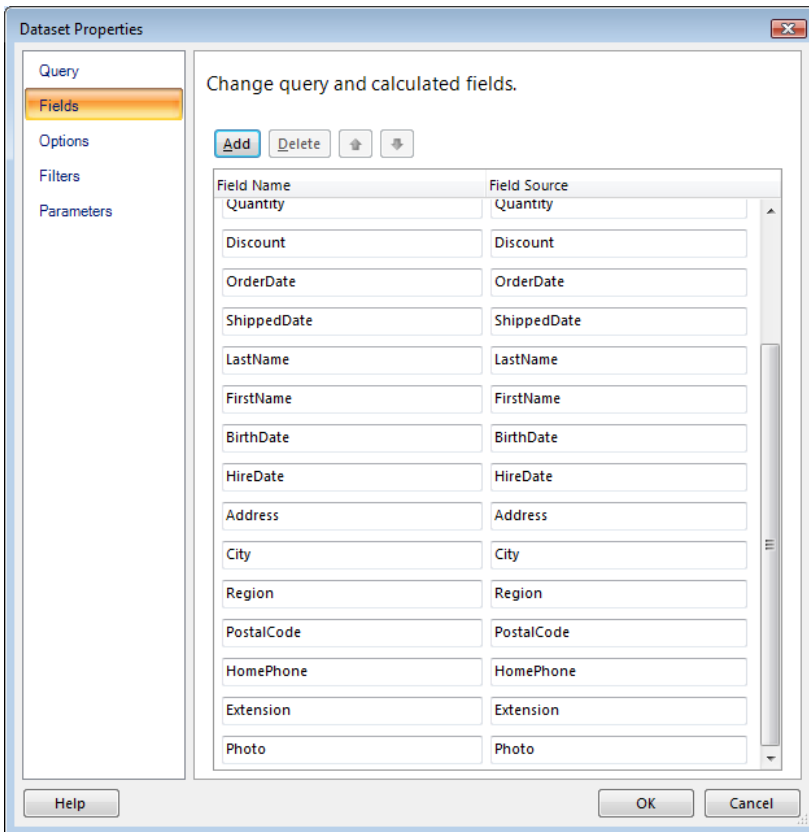 Dataset Properties
Query
Fields
Options
Filters
Parameters
Change query and calculated fields.
Add Delete
Field Name Field Source
Quantity Quantity
Discount Discount
OrderDate OrderDate
ShippedDate ShippedDate
LastName LastName
FirstName FirstName
BirthDate BirthDate
HireDate HireDate
Address Address
City City
Region Region
PostalCode PostalCode
HomePhone HomePhone
Extension Extension
Photo Photo
Help OK Cancel